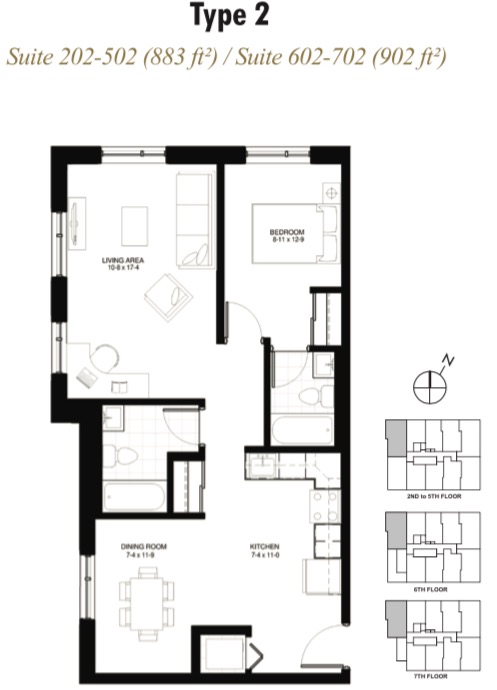 Type 2
Suite 202-502 (883 ft²) / Suite 602-702 (902 ft²)
BEDROOM
8-11 x 12-9
LIVING AREA
10-8 x 17-4
N
2ND to 5TH FLOOR
DINING ROOM
7-4 x 11-9
KITCHEN
7-4 x 11-0
6TH FLOOR
7TH FLOOR